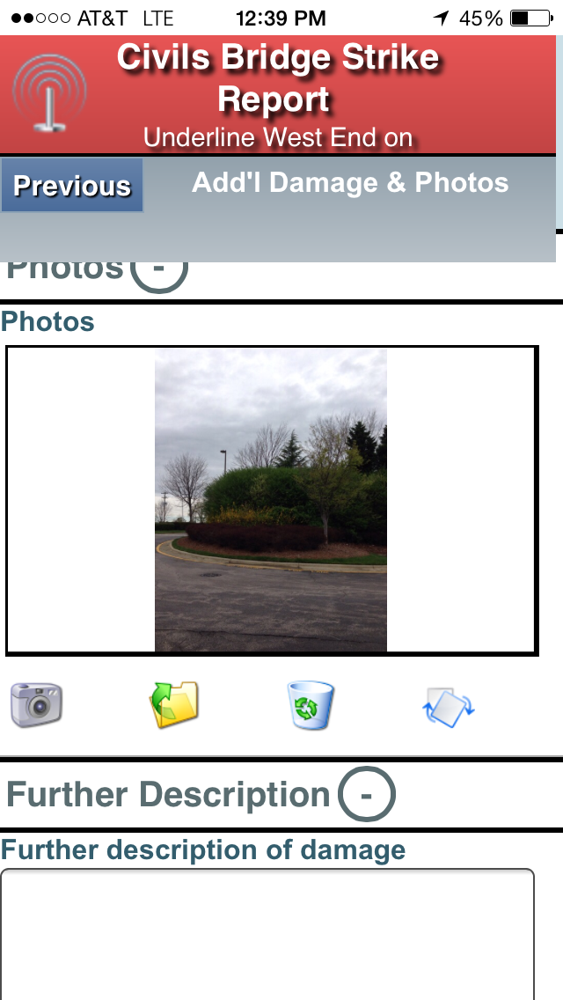 AT&T LTE 12:39 PM 45%
Civils Bridge Strike
Report
Underline West End on
Previous
Add'l Damage & Photos
Photos -
Photos
Further Description -
Further description of damage